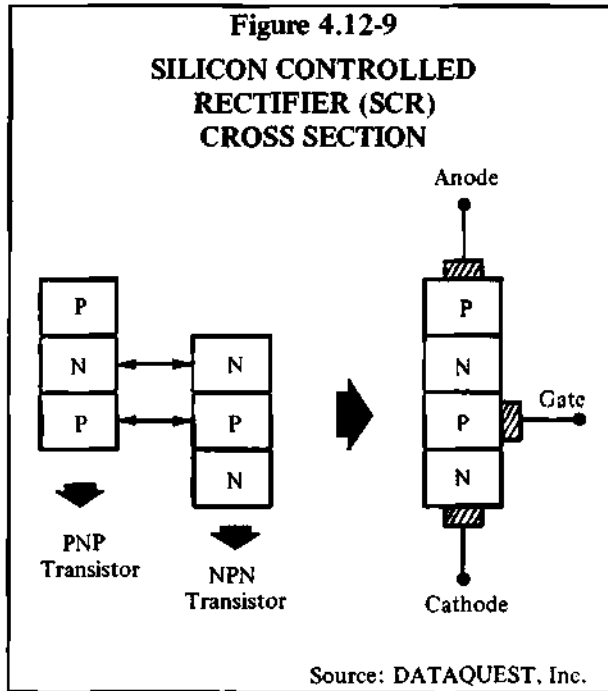 Figure 4.12-9
SILICON CONTROLLED
RECTIFIER (SCR)
CROSS SECTION
Anode
P
N
P
N
P
N
P
N
P
N
Gate
PNP
Transistor
NPN
Transistor
Cathode
Source: DATAQUEST, Inc.